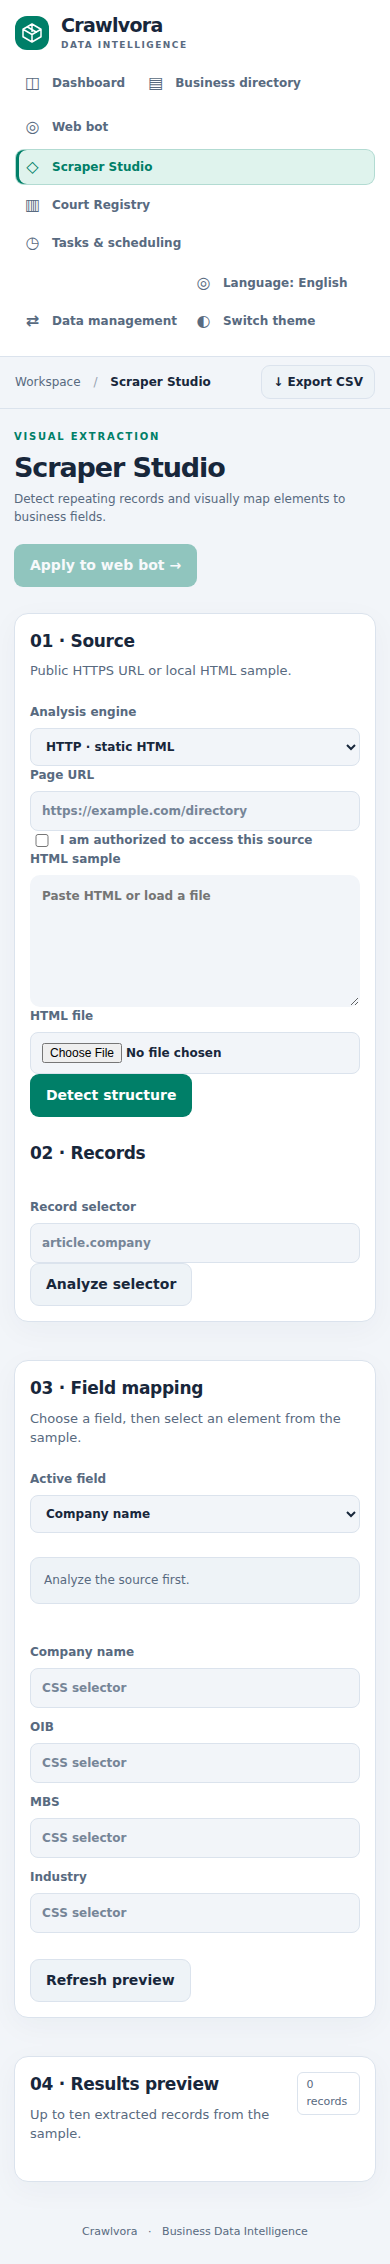 Crawlvora
DATA INTELLIGENCE
Dashboard
Business directory
Web bot
Scraper Studio
Court Registry
Tasks & scheduling
Language: English
Data management
Switch theme
Workspace / Scraper Studio
↓ Export CSV
VISUAL EXTRACTION
Scraper Studio
Detect repeating records and visually map elements to
business fields.
Apply to web bot →
01 · Source
Public HTTPS URL or local HTML sample.
Analysis engine
HTTP · static HTML
Page URL
https://example.com/directory
I am authorized to access this source
HTML sample
Paste HTML or load a file
HTML file
Choose File No file chosen
Detect structure
02 · Records
Record selector
article.company
Analyze selector
03 · Field mapping
Choose a field, then select an element from the
sample.
Active field
Company name
Analyze the source first.
Company name
CSS selector
OIB
CSS selector
MBS
CSS selector
Industry
CSS selector
Refresh preview
04 · Results preview
0
records
Up to ten extracted records from the
sample.
Crawlvora · Business Data Intelligence